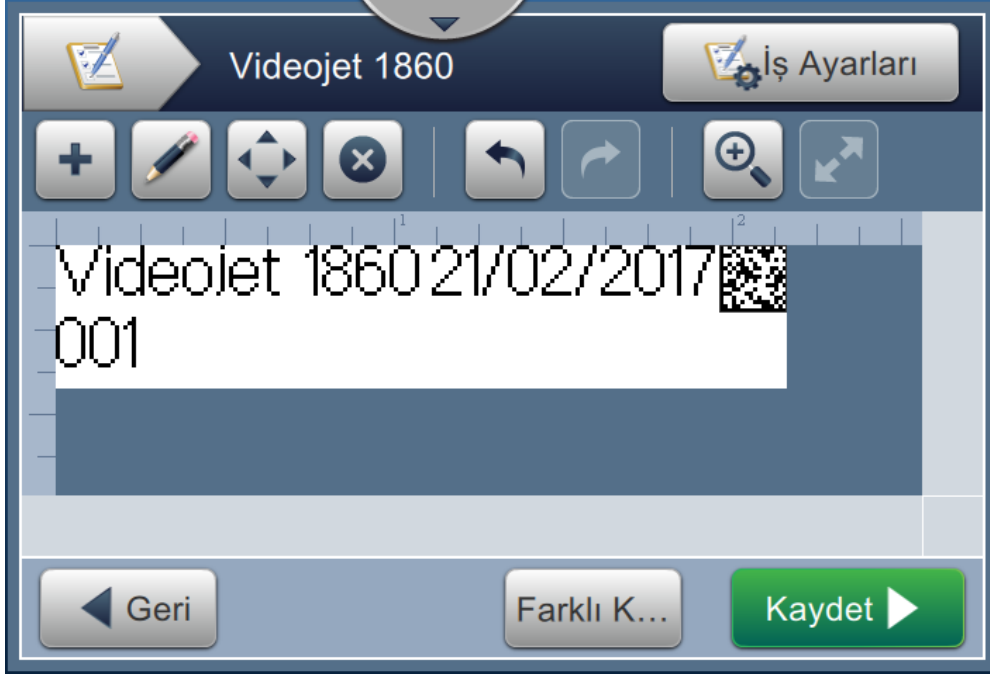 Videojet 1860
İş Ayarları
1 2
Videojet 1860 21/02/2017
001
Geri
Farklı K...
Kaydet